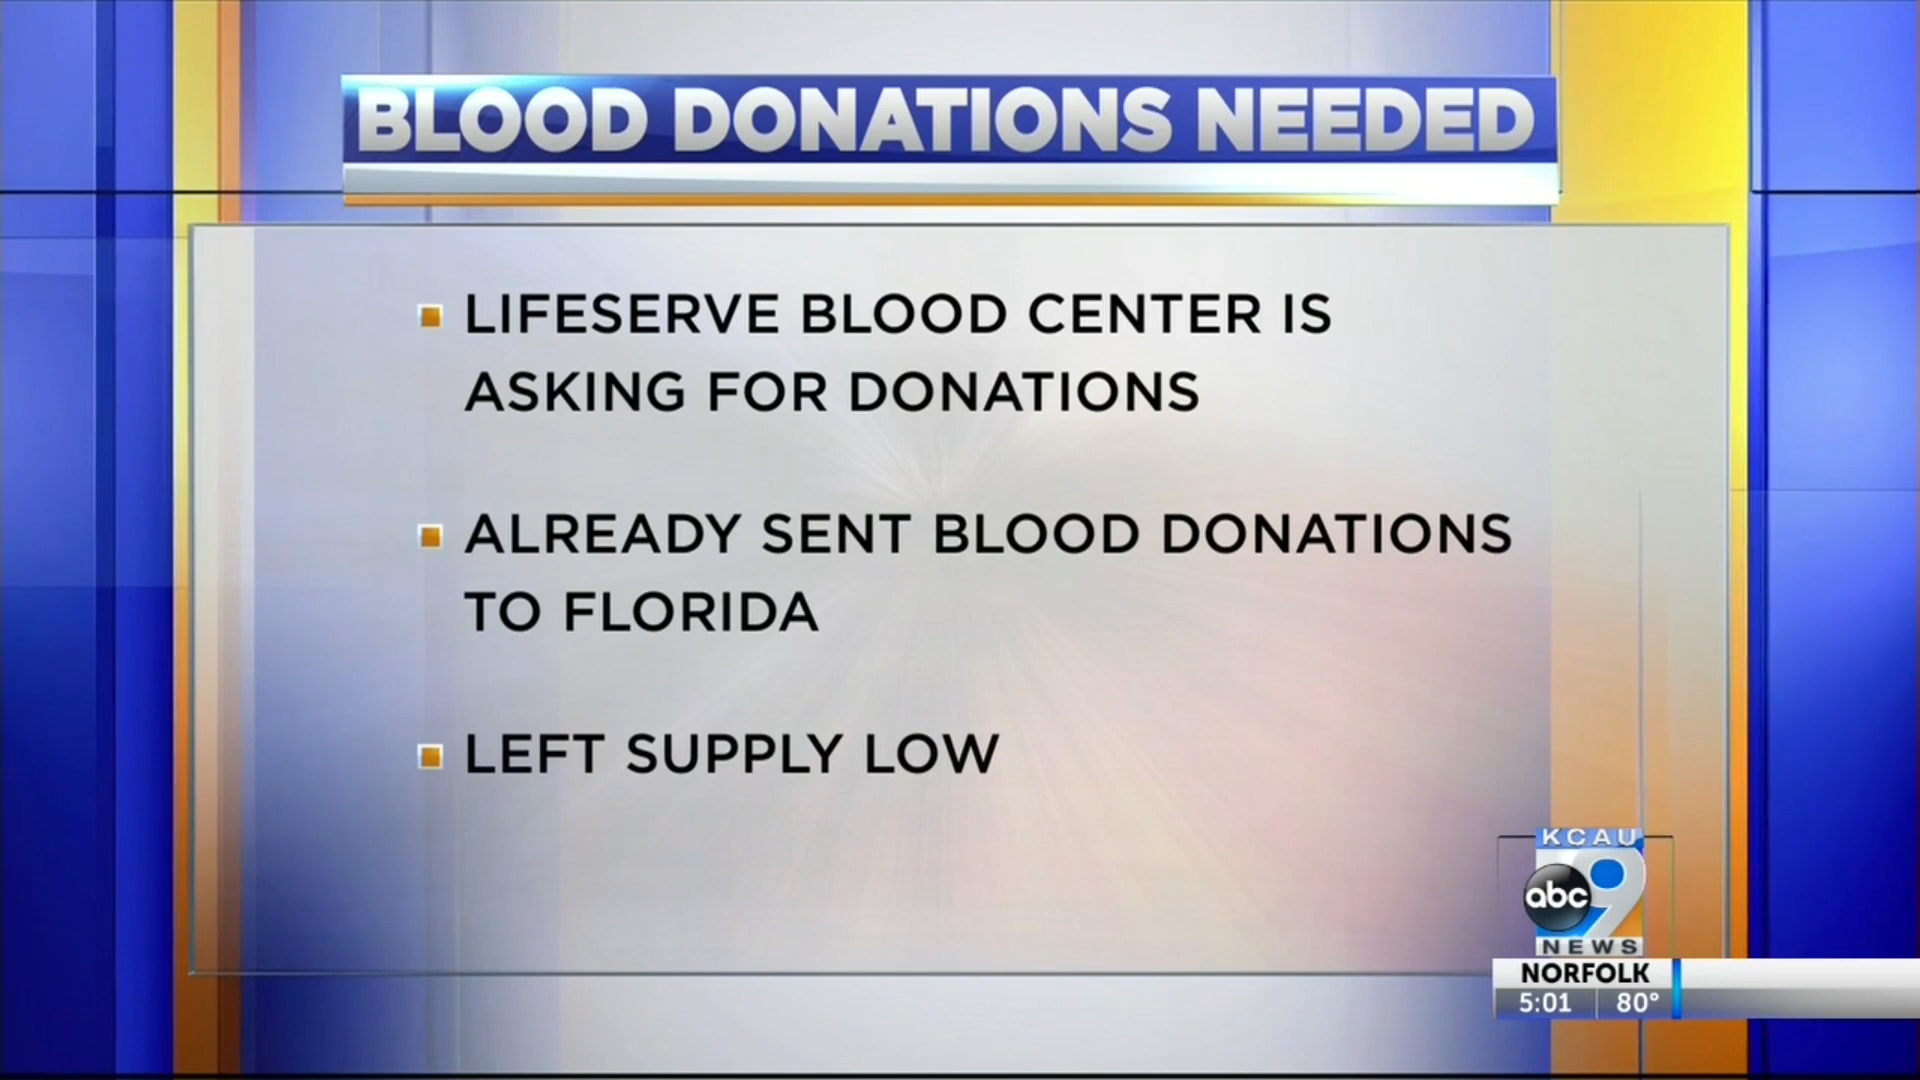 BLOOD DONATIONS NEEDED
LIFESERVE BLOOD CENTER IS
ASKING FOR DONATIONS
ALREADY SENT BLOOD DONATIONS
TO FLORIDA
LEFT SUPPLY LOW
KCAU
abc 9
NEWS
NORFOLK
5:01 80°